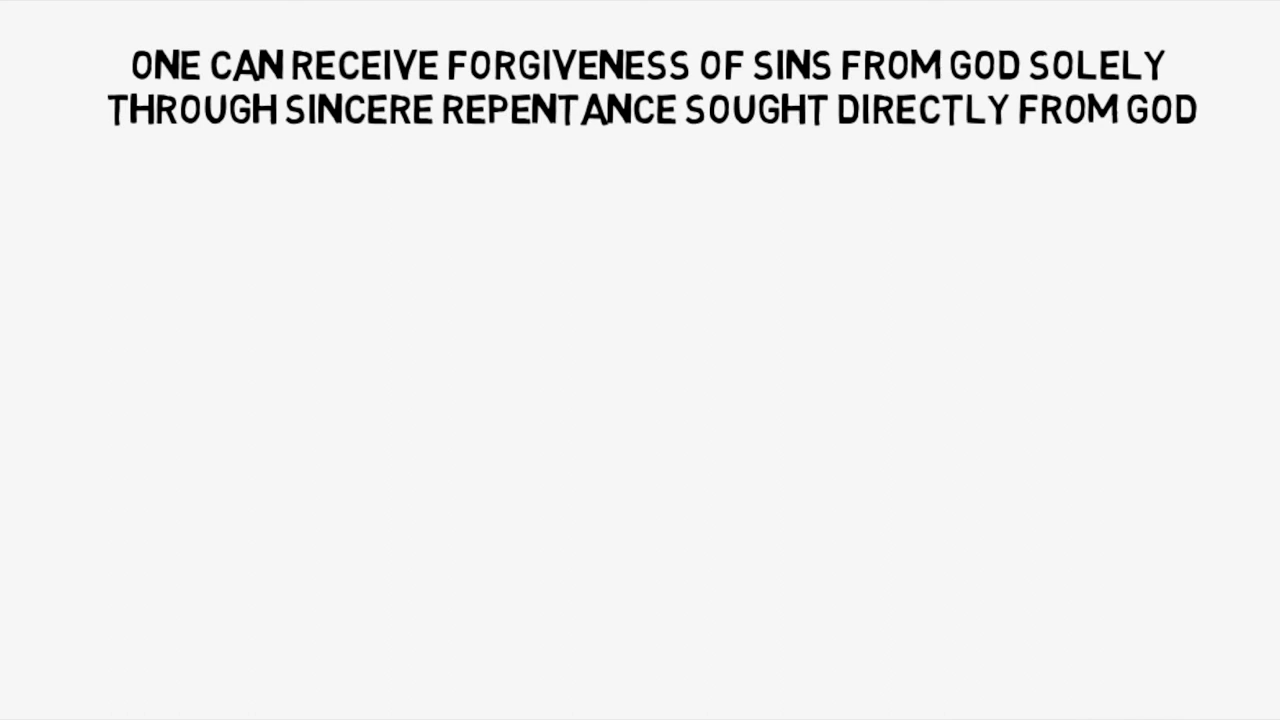 ONE CAN RECEIVE FORGIVENESS OF SINS FROM GOD SOLELY
THROUGH SINCERE REPENTANCE SOUGHT DIRECTLY FROM GOD